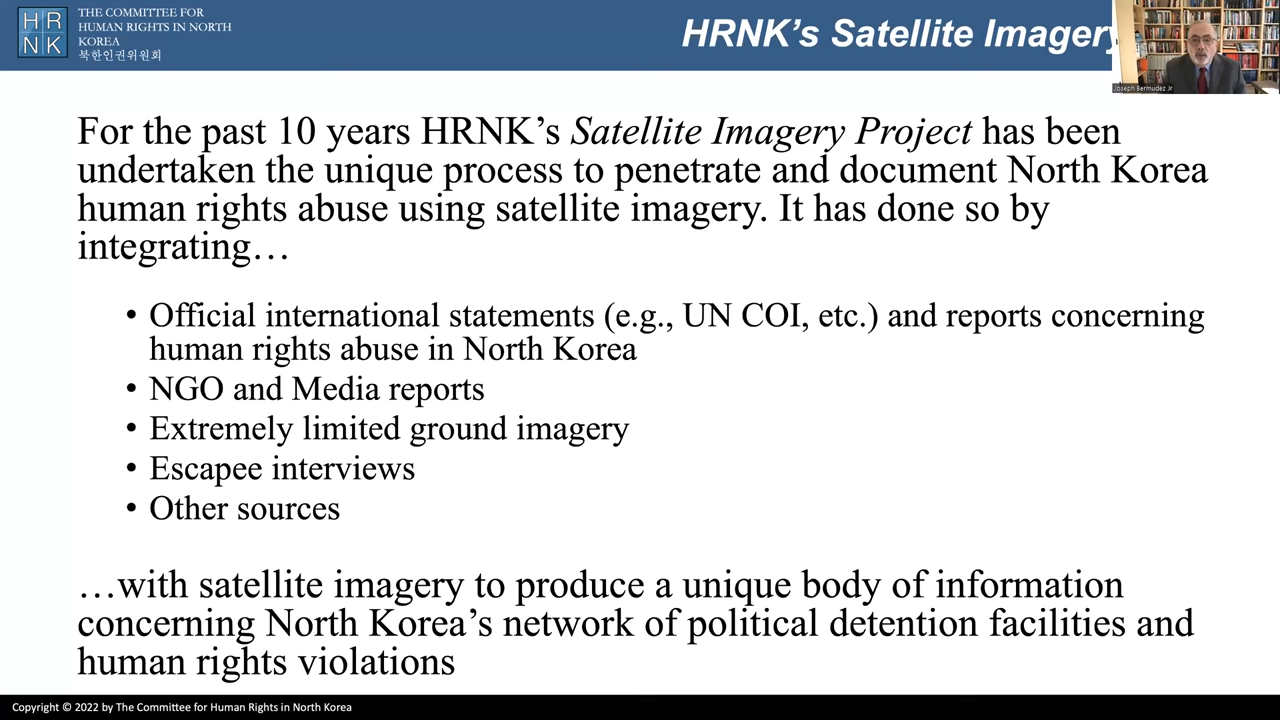 HR
NK
THE COMMITTEE FOR
HUMAN RIGHTS IN NORTH
KOREA
북한인권위원회
HRNK's Satellite Imagery
Joseph Bermudez Jr
For the past 10 years HRNK's Satellite Imagery Project has been
undertaken the unique process to penetrate and document North Korea
human rights abuse using satellite imagery. It has done so by
integrating…
• Official international statements (e.g., UN COI, etc.) and reports concerning
human rights abuse in North Korea
• NGO and Media reports
• Extremely limited ground imagery
• Escapee interviews
• Other sources
…with satellite imagery to produce a unique body of information
concerning North Korea's network of political detention facilities and
human rights violations
Copyright © 2022 by The Committee for Human Rights in North Korea